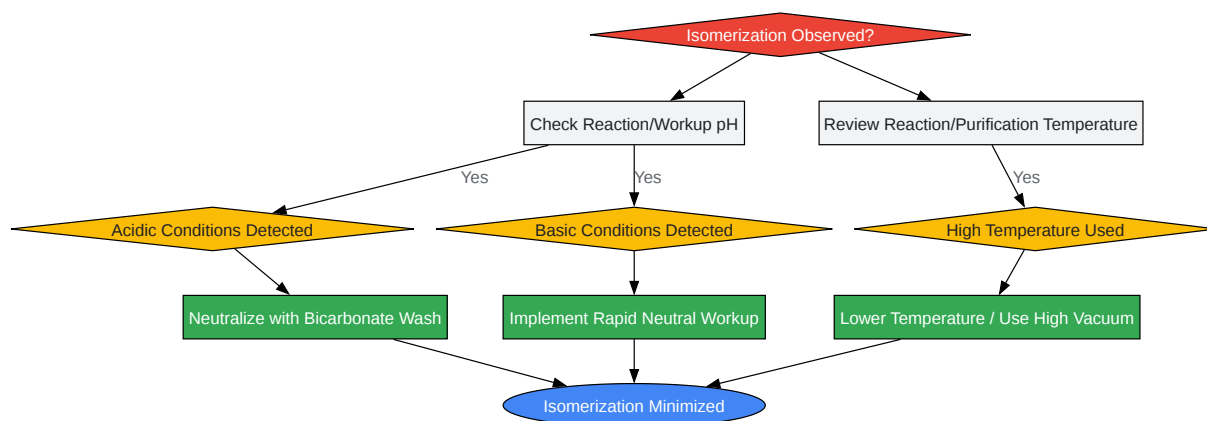 Isomerization Observed?
Check Reaction/Workup pH
Review Reaction/Purification Temperature
Yes
Yes
Yes
Acidic Conditions Detected
Basic Conditions Detected
High Temperature Used
Neutralize with Bicarbonate Wash
Implement Rapid Neutral Workup
Lower Temperature / Use High Vacuum
Isomerization Minimized